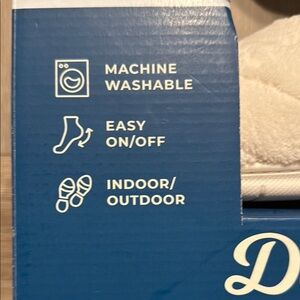 MACHINE
WASHABLE
EASY
ON/OFF
INDOOR/
OUTDOOR
D